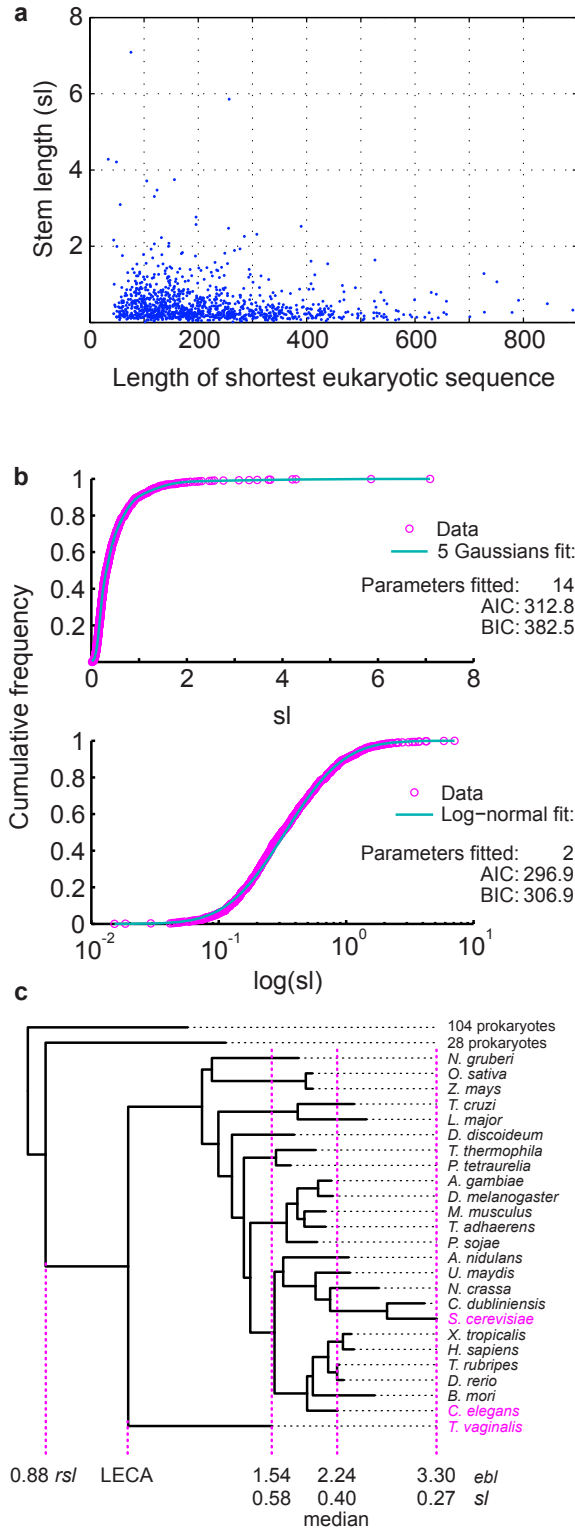 a
8
6
4
2
Stem length (sl)
0 200 400 600 800
Length of shortest eukaryotic sequence
b
1
0.8
0.6
0.4
0.2
0 2 4 6 8
sl
Data
5 Gaussians fit:
Parameters fitted: 14
AIC: 312.8
BIC: 382.5
Cumulative frequency
1
0.8
0.6
0.4
0.2
0
10-2 10-1 100 101
log(sl)
Data
Log-normal fit:
Parameters fitted: 2
AIC: 296.9
BIC: 306.9
c
104 prokaryotes
28 prokaryotes
N. gruberi
O. sativa
Z. mays
T. cruzi
L. major
D. discoideum
T. thermophila
P. tetraurelia
A. gambiae
D. melanogaster
M. musculus
T. adhaerens
P. sojae
A. nidulans
U. maydis
N. crassa
C. dubliniensis
S. cerevisiae
X. tropicalis
H. sapiens
T. rubripes
D. rerio
B. mori
C. elegans
T. vaginalis
0.88 rsl LECA 1.54 2.24 3.30 ebl
0.58 0.40 0.27 sl
median